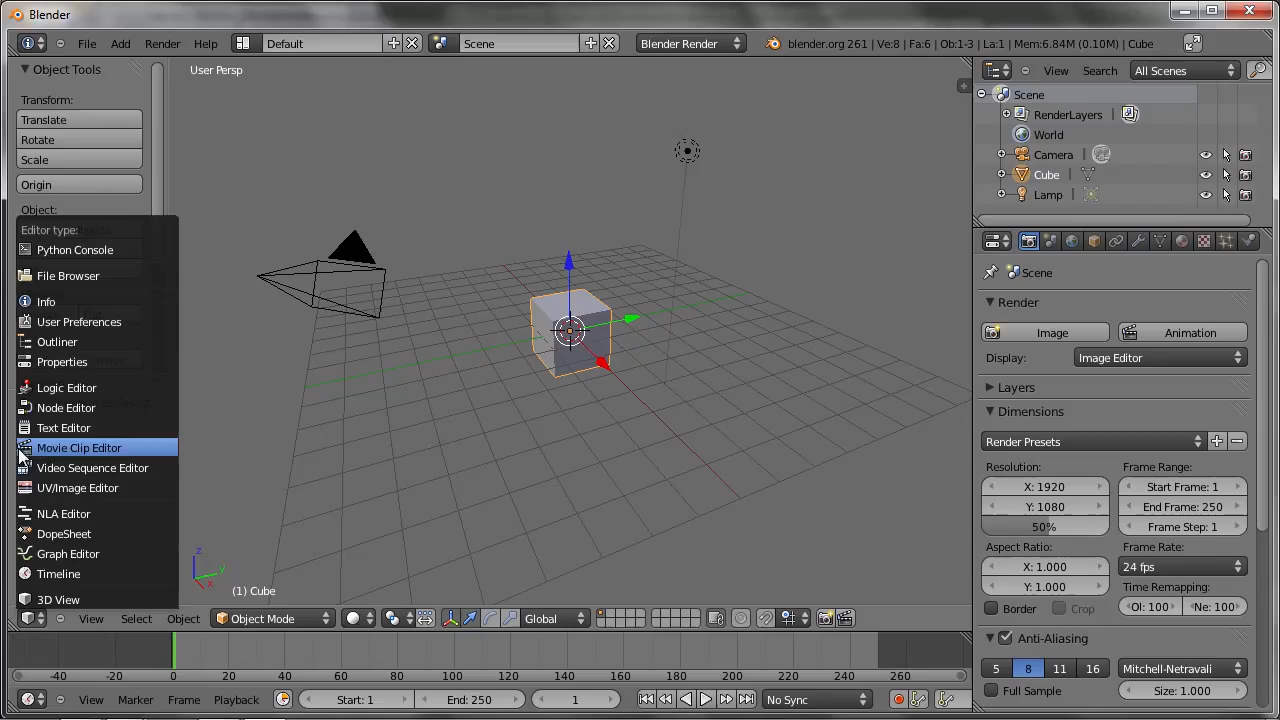 Blender
File Add Render Help Default Scene Blender Render blender.org 261 | Ve:8 | Fa:6 | Ob:1-3 | La:1 | Mem:6.84M (0.10M) | Cube
Object Tools
Transform:
Translate
Rotate
Scale
Origin
Object:
Editor type:
Python Console
File Browser
Info
User Preferences
Outliner
Properties
Logic Editor
Node Editor
Text Editor
Movie Clip Editor
Video Sequence Editor
UV/Image Editor
NLA Editor
DopeSheet
Graph Editor
Timeline
3D View
User Persp
z
y
x
(1) Cube
View Select Object Object Mode Global
-40 -20 0 20 40 60 80 100 120 140 160 180 200 220 240 260
View Marker Frame Playback Start: 1 End: 250 1 No Sync
View Search All Scenes
Scene
RenderLayers
World
Camera
Cube
Lamp
Scene
Render
Image Animation
Display: Image Editor
Layers
Dimensions
Render Presets
Resolution: Frame Range:
X: 1920 Start Frame: 1
Y: 1080 End Frame: 250
50% Frame Step: 1
Aspect Ratio: Frame Rate:
X: 1.000 24 fps
Y: 1.000 Time Remapping:
Border Crop Ol: 100 Ne: 100
Anti-Aliasing
5 8 11 16 Mitchell-Netravali
Full Sample Size: 1.000